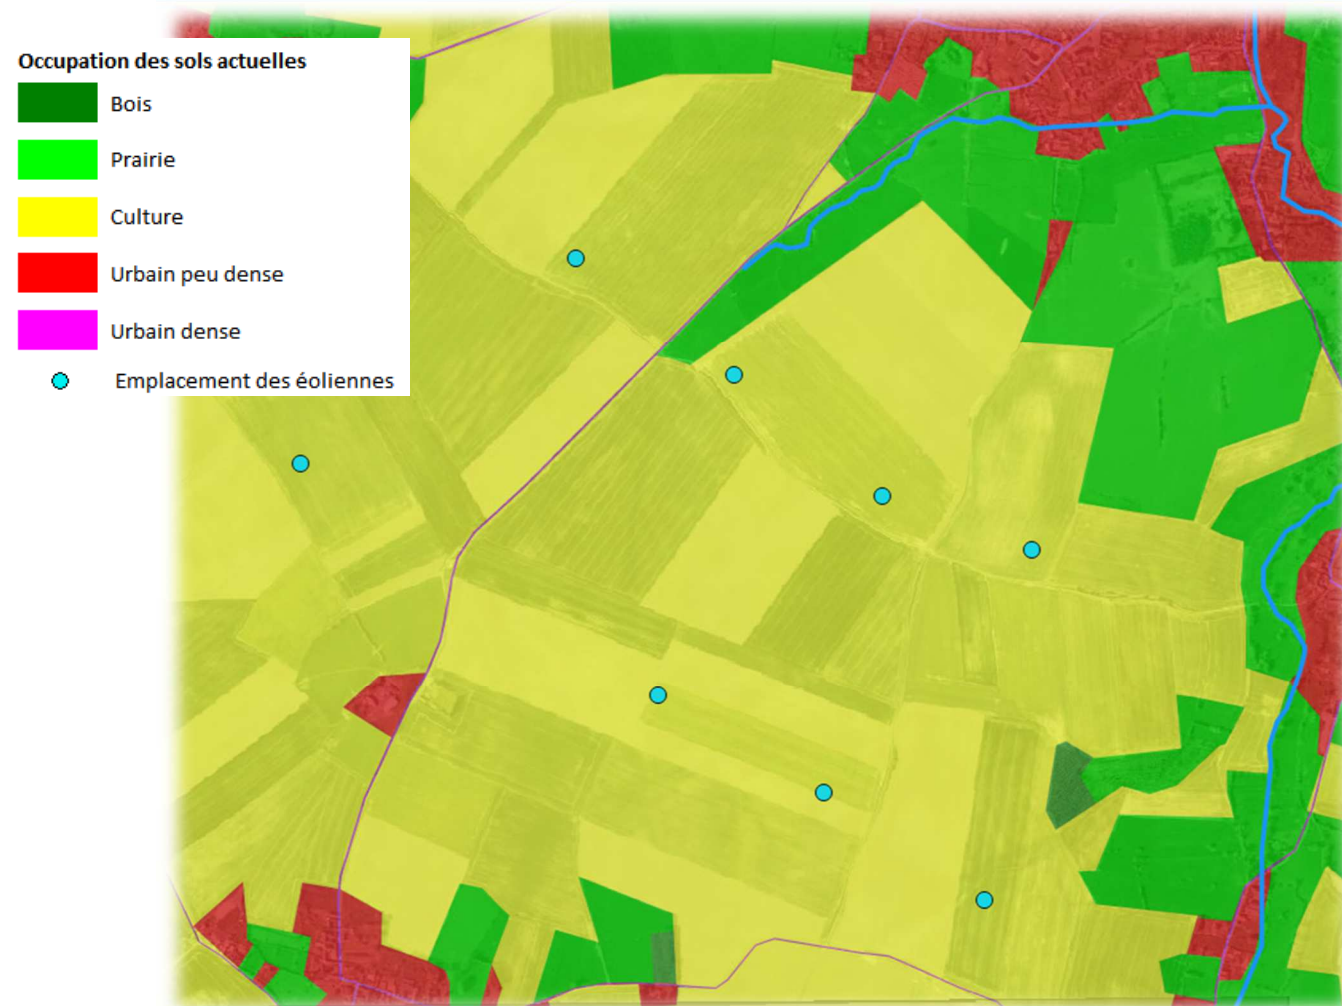 Occupation des sols actuelles
Bois
Prairie
Culture
Urbain peu dense
Urbain dense
Emplacement des éoliennes